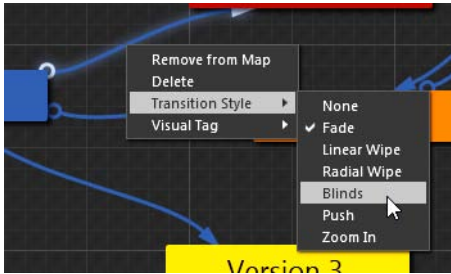 Remove from Map
Delete
Transition Style
Visual Tag
None
Fade
Linear Wipe
Radial Wipe
Blinds
Push
Zoom In
Version 3